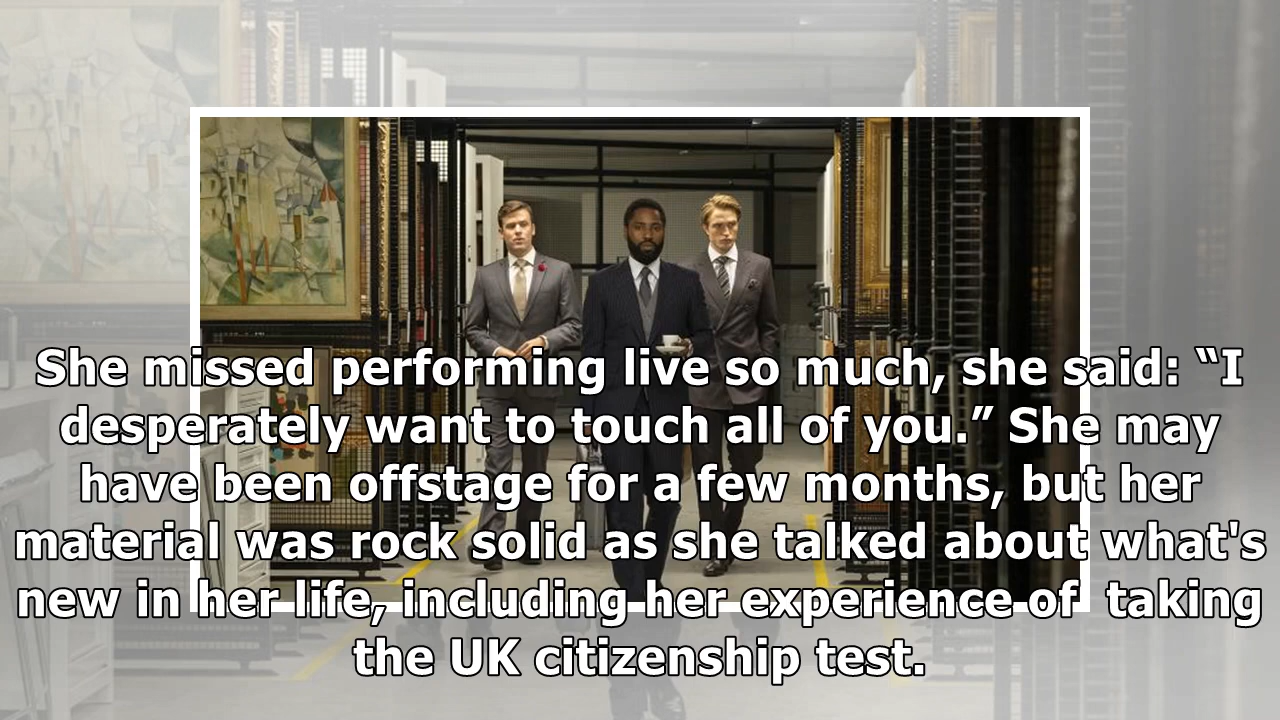 She missed performing live so much, she said: “I
desperately want to touch all of you.” She may
have been offstage for a few months, but her
material was rock solid as she talked about what's
new in her life, including her experience of  taking
the UK citizenship test.